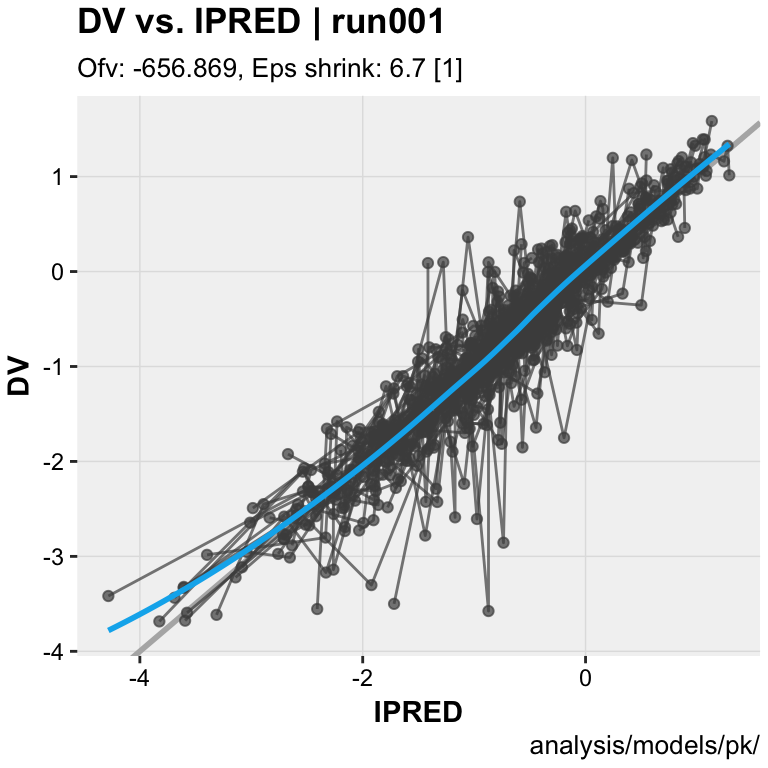 DV vs. IPRED | run001
Ofv: -656.869, Eps shrink: 6.7 [1]
DV
1
0
-1
-2
-3
-4
-4 -2 0
IPRED
analysis/models/pk/